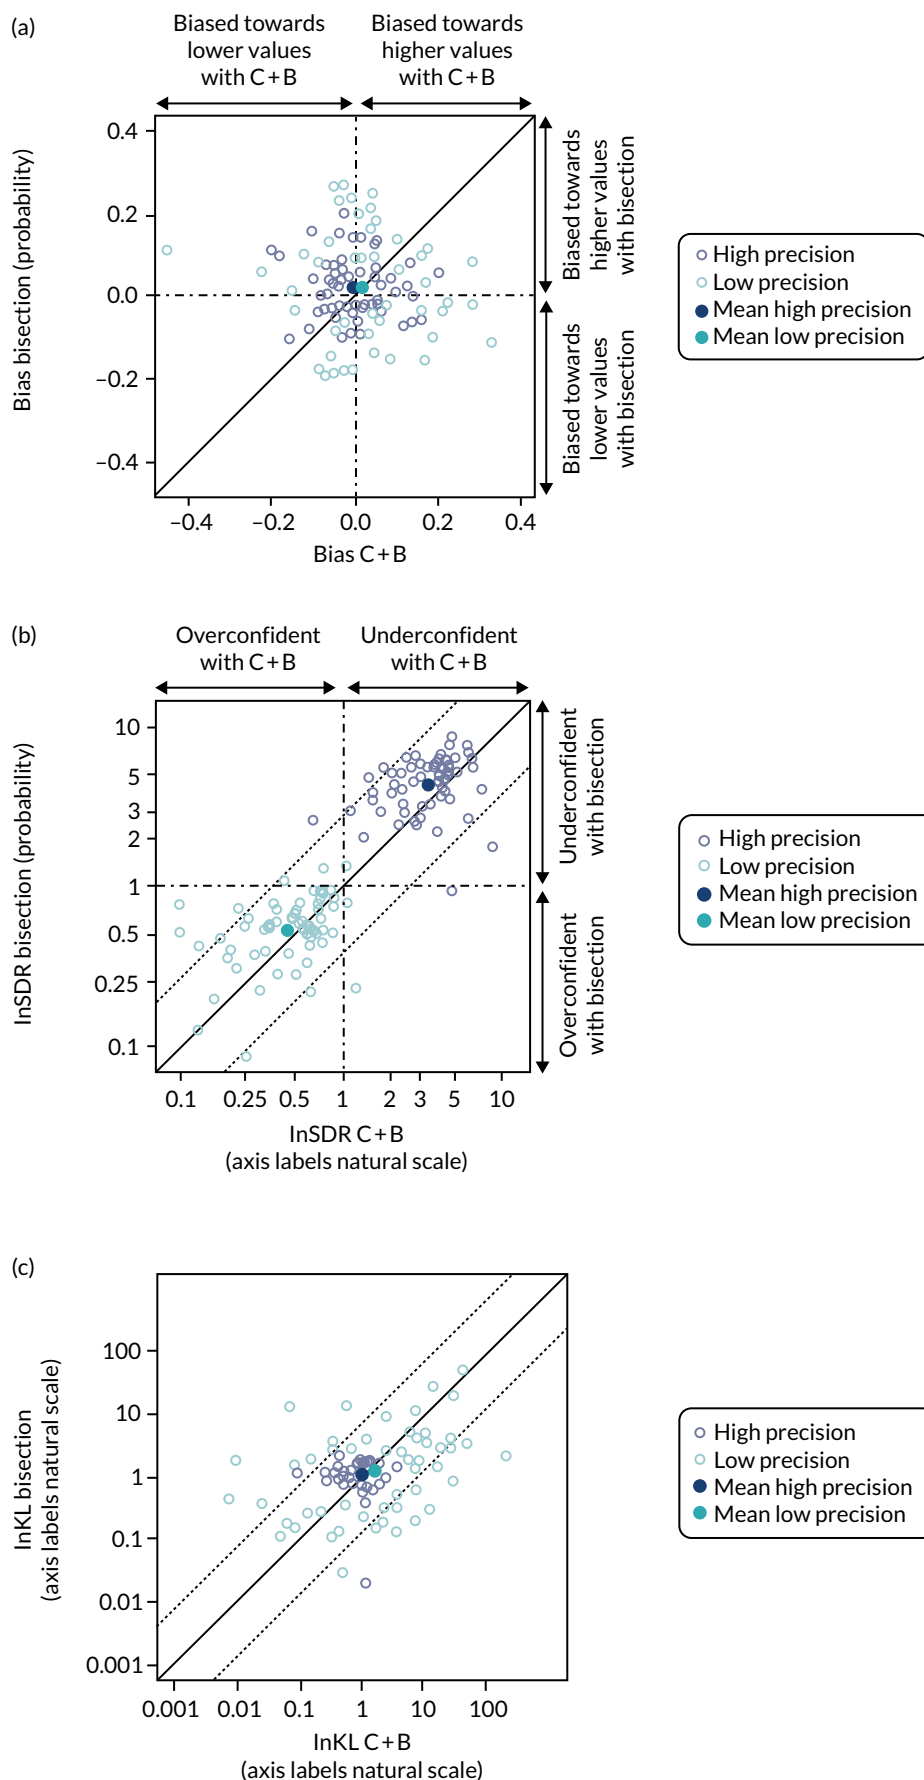 (a)
Biased towards
lower values
with C+B
Biased towards
higher values
with C+B
Bias bisection (probability)
0.4
0.2
0.0
−0.2
−0.4
−0.4
−0.2
0.0
0.2
0.4
Bias C+B
Biased towards
higher values
with bisection
Biased towards
lower values
with bisection
High precision
Low precision
Mean high precision
Mean low precision
(b)
Overconfident
with C+B
Underconfident
with C+B
InSDR bisection (probability)
10
5
3
2
1
0.5
0.25
0.1
0.1
0.25
0.5
1
2
3
5
10
InSDR C+B
(axis labels natural scale)
Underconfident
with bisection
Overconfident
with bisection
High precision
Low precision
Mean high precision
Mean low precision
(c)
InKL bisection
(axis labels natural scale)
100
10
1
0.1
0.01
0.001
0.001
0.01
0.1
1
10
100
InKL C+B
(axis labels natural scale)
High precision
Low precision
Mean high precision
Mean low precision